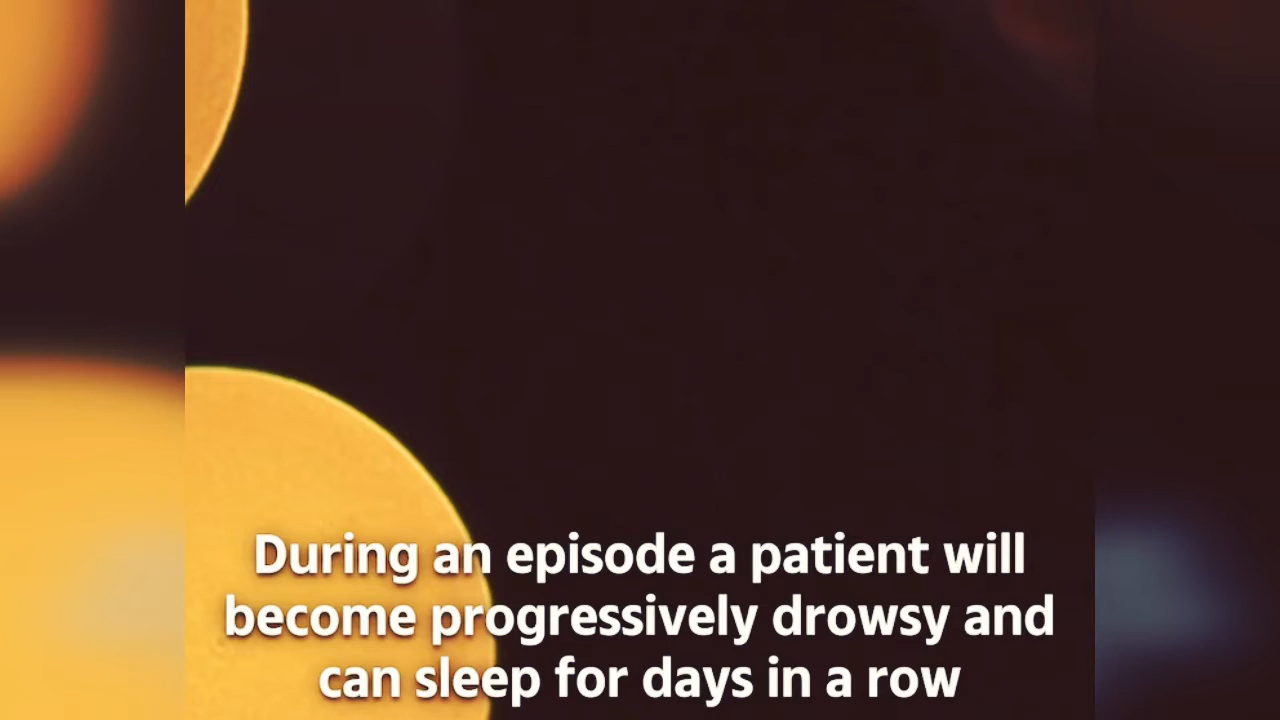 During an episode a patient will
become progressively drowsy and
can sleep for days in a row